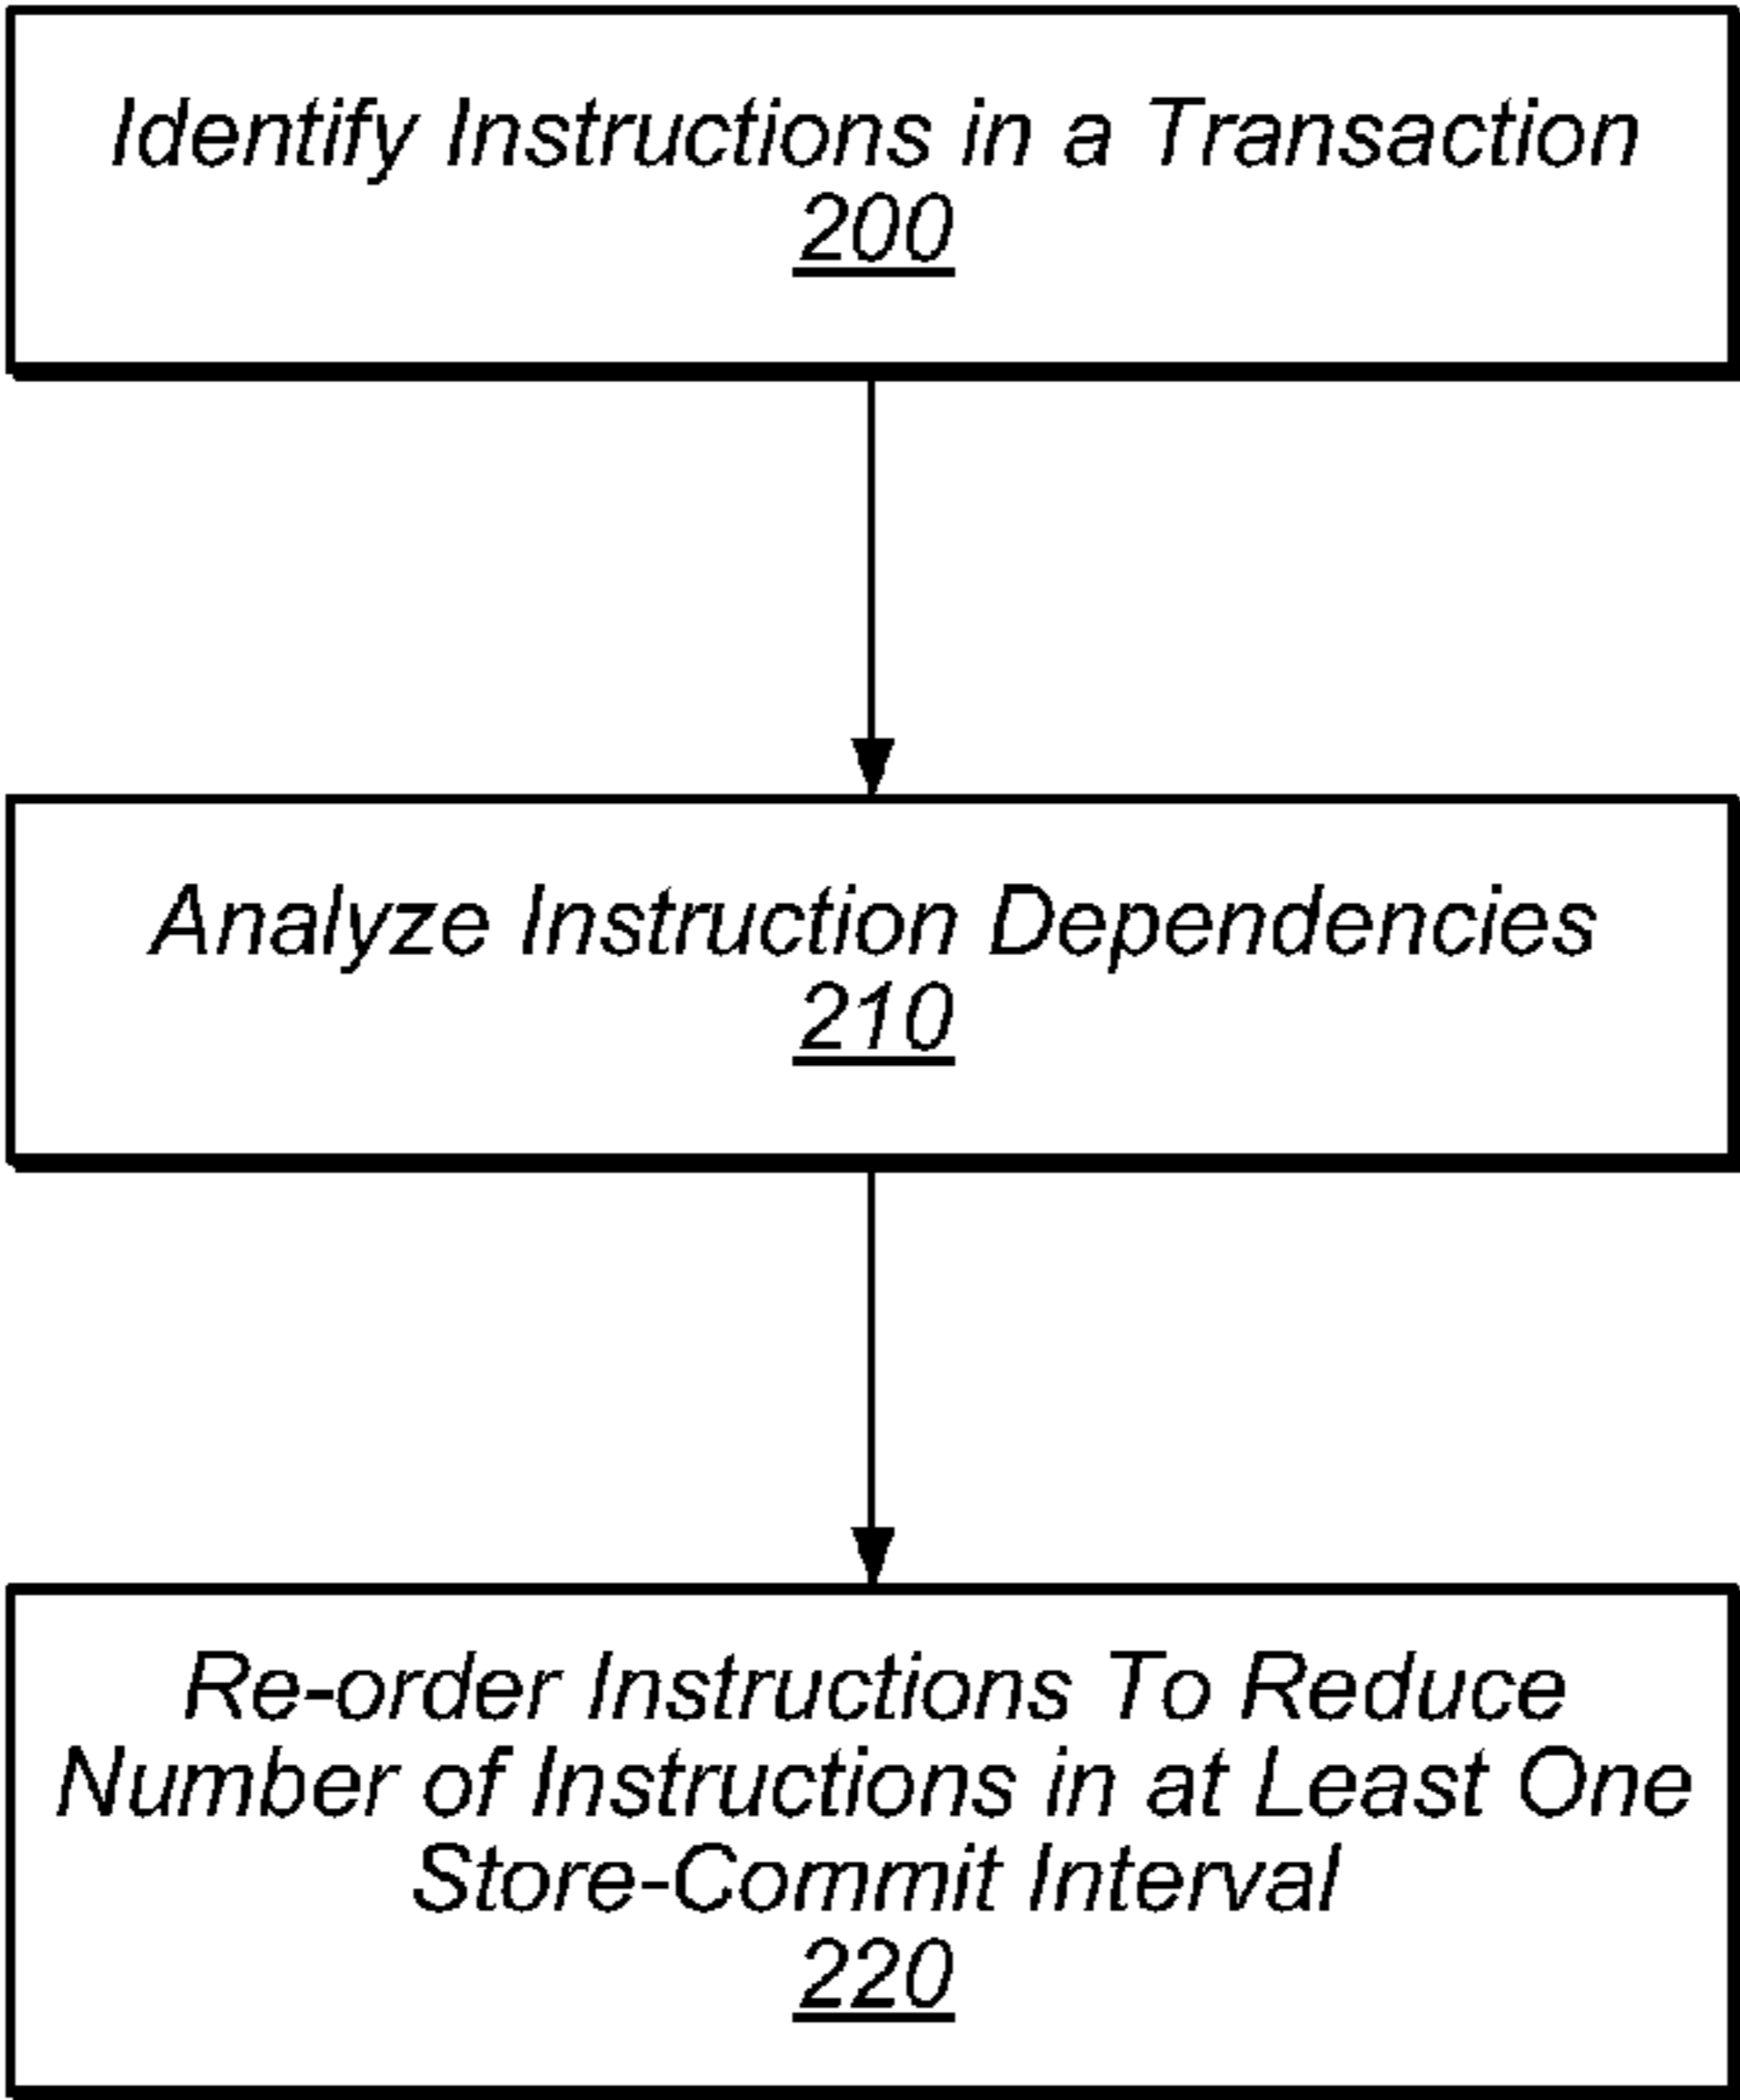 Identify Instructions in a Transaction
200
Analyze Instruction Dependencies
210
Re-order Instructions To Reduce
Number of Instructions in at Least One
Store-Commit Interval
220